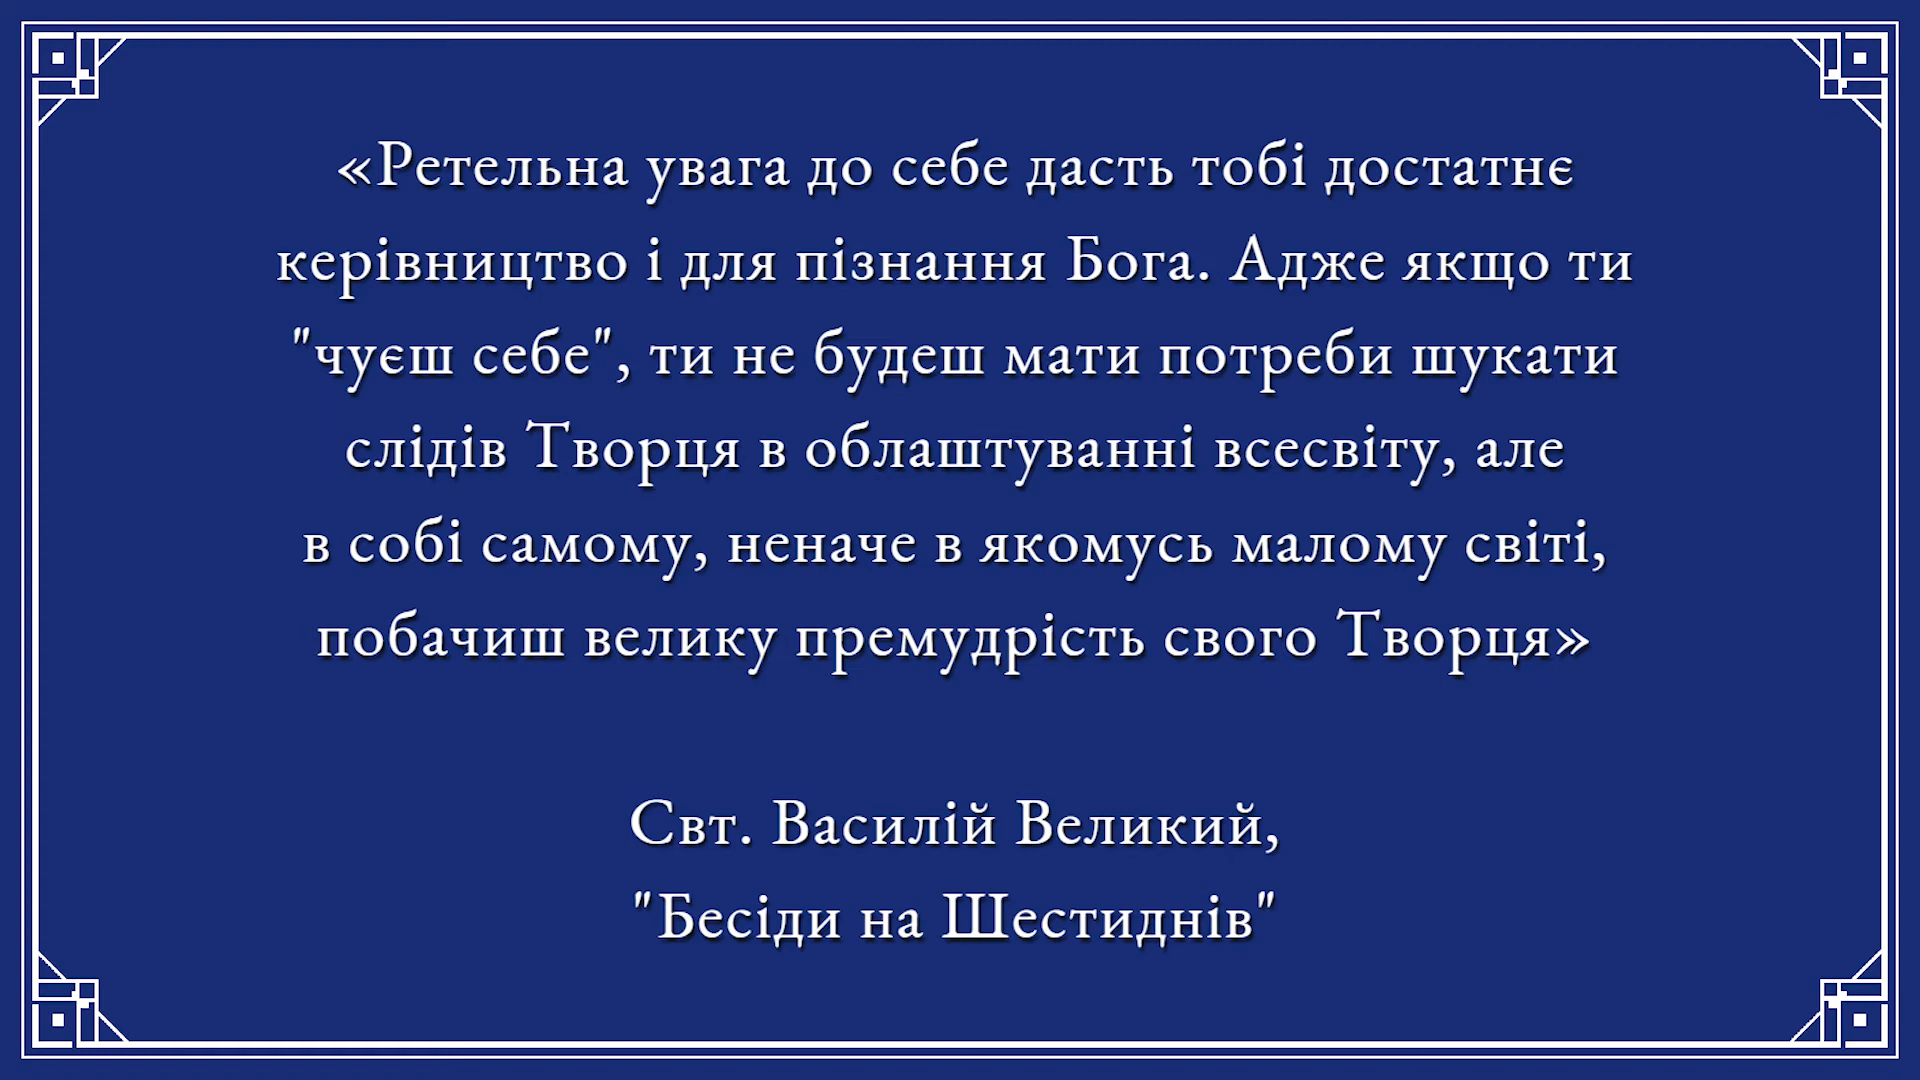 «Ретельна увага до себе дасть тобі достатнє
керівництво і для пізнання Бога. Адже якщо ти
"чуєш себе", ти не будеш мати потреби шукати
слідів Творця в облаштуванні всесвіту, але
в собі самому, неначе в якомусь малому світі,
побачиш велику премудрість свого Творця»
Свт. Василій Великий,
"Бесіди на Шестиднів"